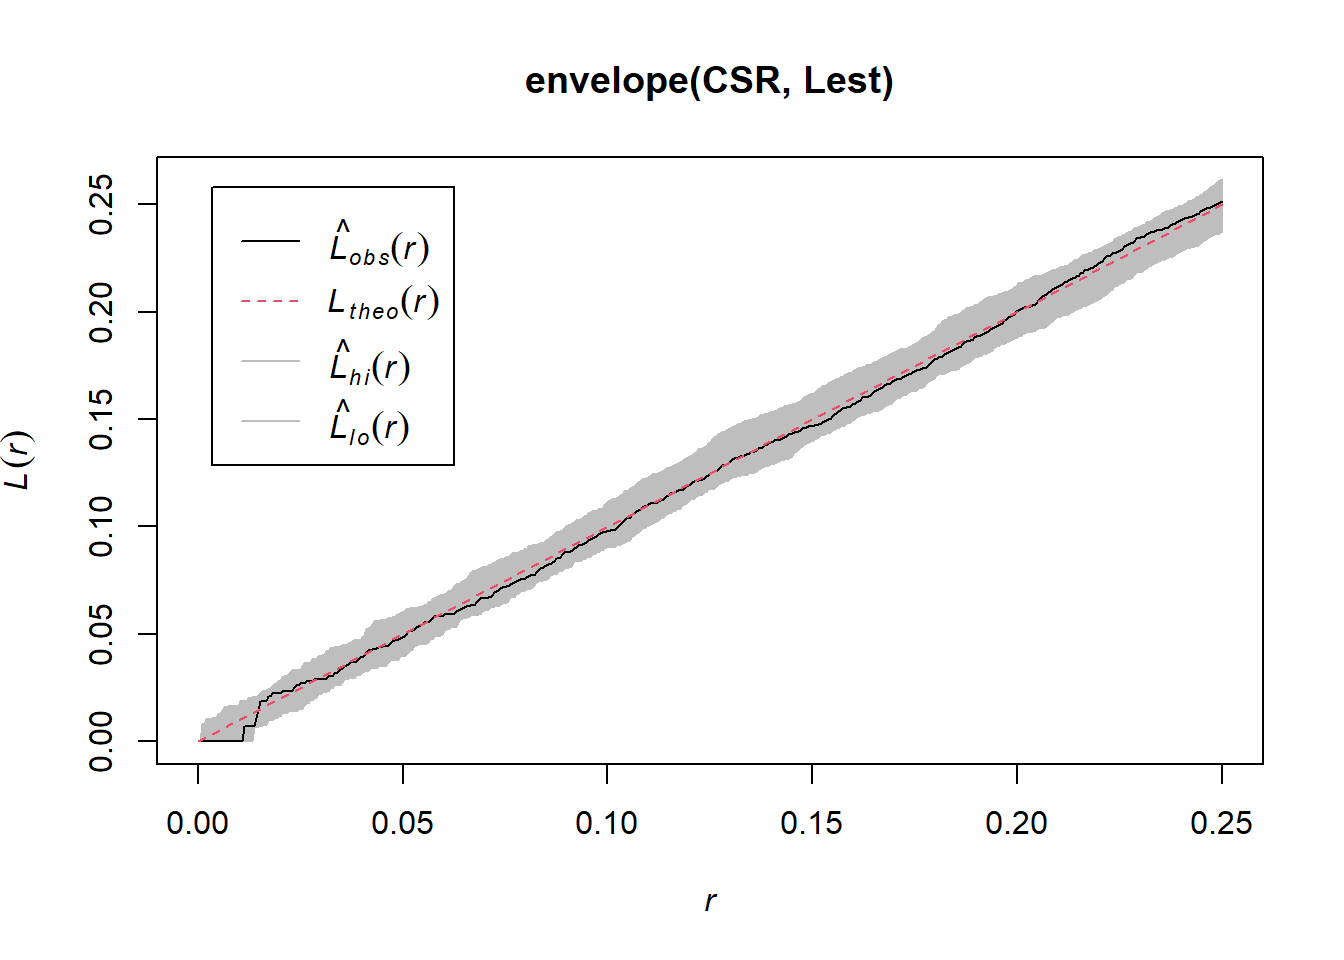 envelope(CSR, Lest)
L̂obs(r)
Ltheo(r)
L̂hi(r)
L̂lo(r)
L(r)
0.25
0.20
0.15
0.10
0.05
0.00
0.00 0.05 0.10 0.15 0.20 0.25
r